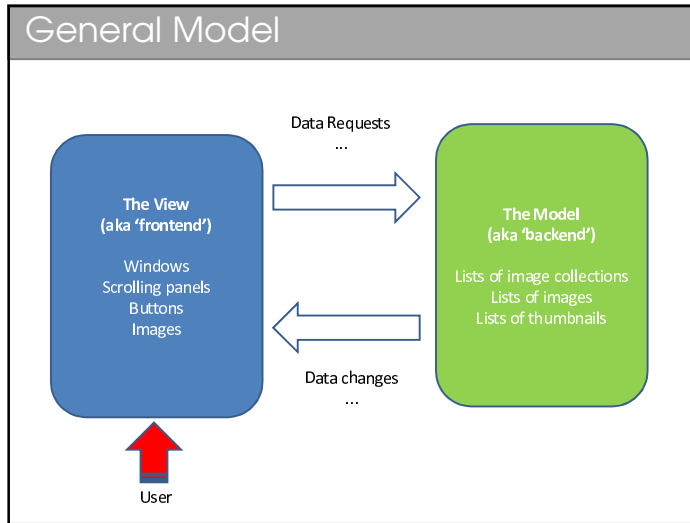 General Model
Data Requests
...
The View
(aka ‘frontend’)
Windows
Scrolling panels
Buttons
Images
The Model
(aka ‘backend’)
Lists of image collections
Lists of images
Lists of thumbnails
Data changes
...
User